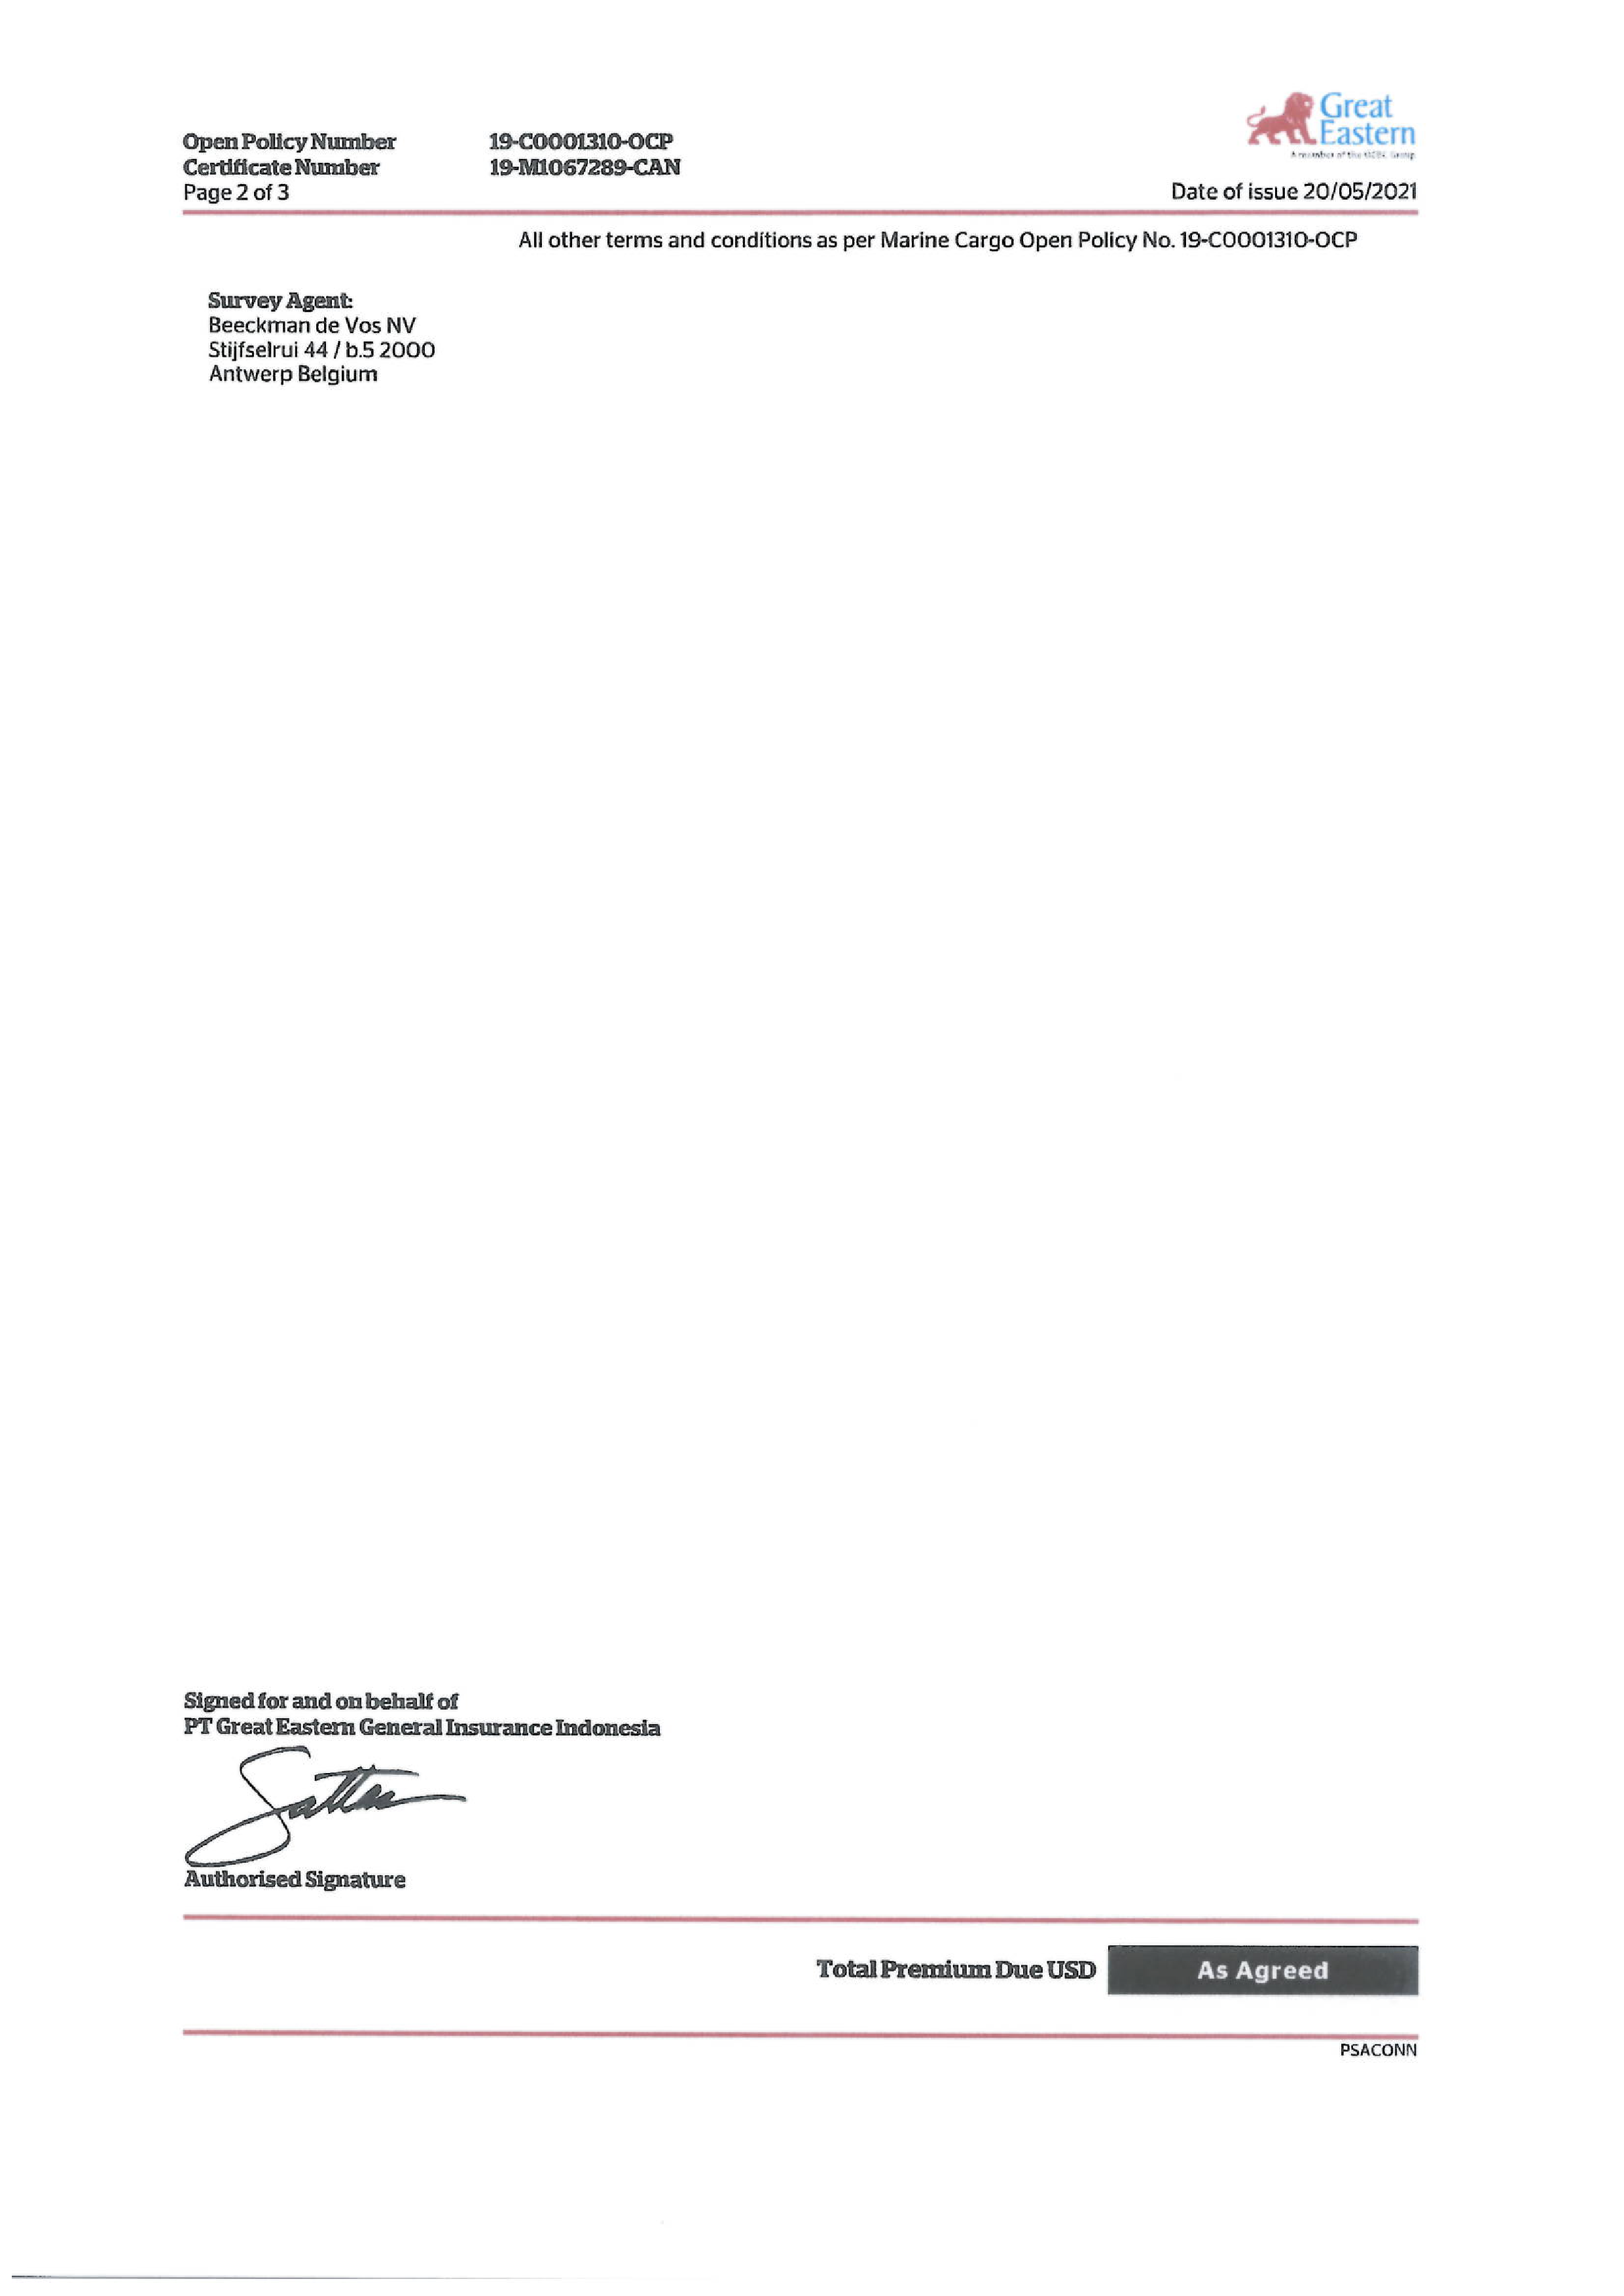 Great
Eastern
A member of the OCBC Group
Open Policy Number 19-C0001310-OCP
Certificate Number 19-M1067289-CAN
Page 2 of 3
Date of issue 20/05/2021
All other terms and conditions as per Marine Cargo Open Policy No. 19-C0001310-OCP
Survey Agent:
Beeckman de Vos NV
Stijfselrui 44 / b.5 2000
Antwerp Belgium
Signed for and on behalf of
PT Great Eastern General Insurance Indonesia
Authorised Signature
Total Premium Due USD As Agreed
PSACONN